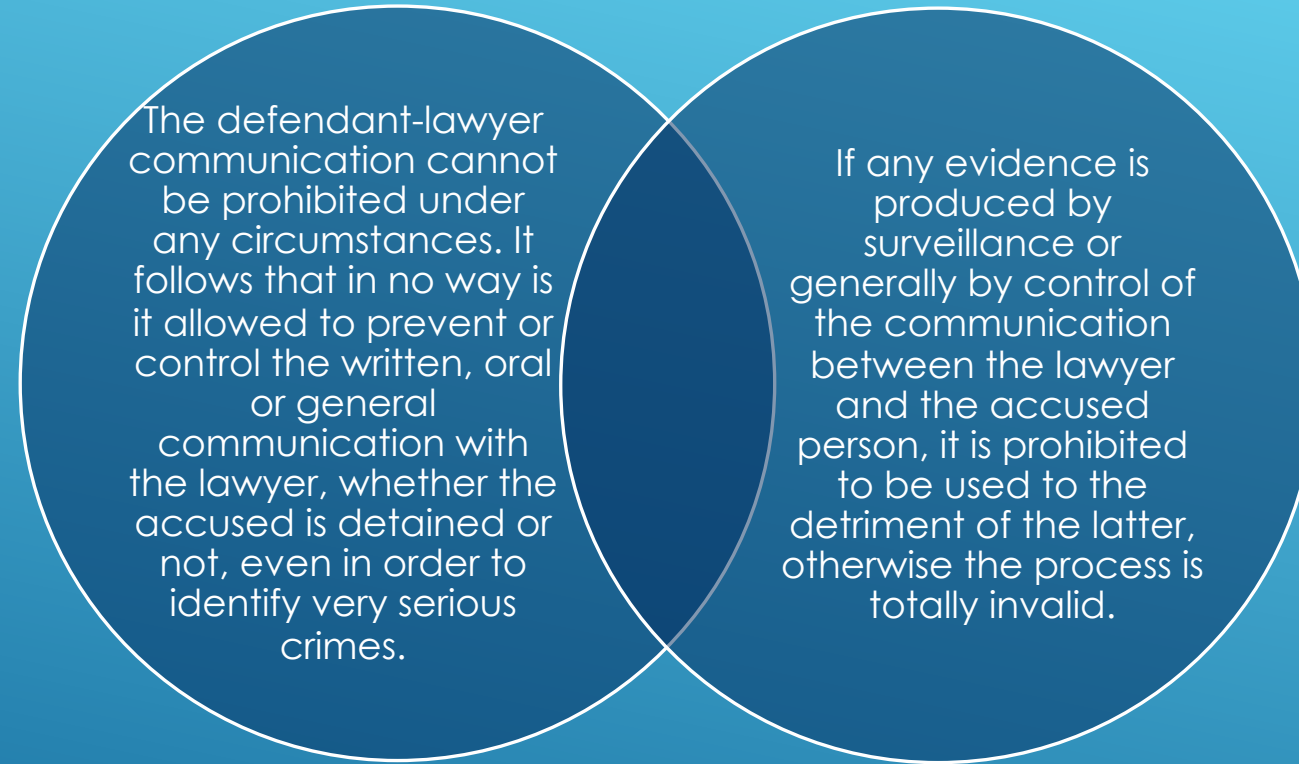 The defendant-lawyer
communication cannot
be prohibited under
any circumstances. It
follows that in no way is
it allowed to prevent or
control the written, oral
or general
communication with
the lawyer, whether the
accused is detained or
not, even in order to
identify very serious
crimes.
If any evidence is
produced by
surveillance or
generally by control of
the communication
between the lawyer
and the accused
person, it is prohibited
to be used to the
detriment of the latter,
otherwise the process is
totally invalid.